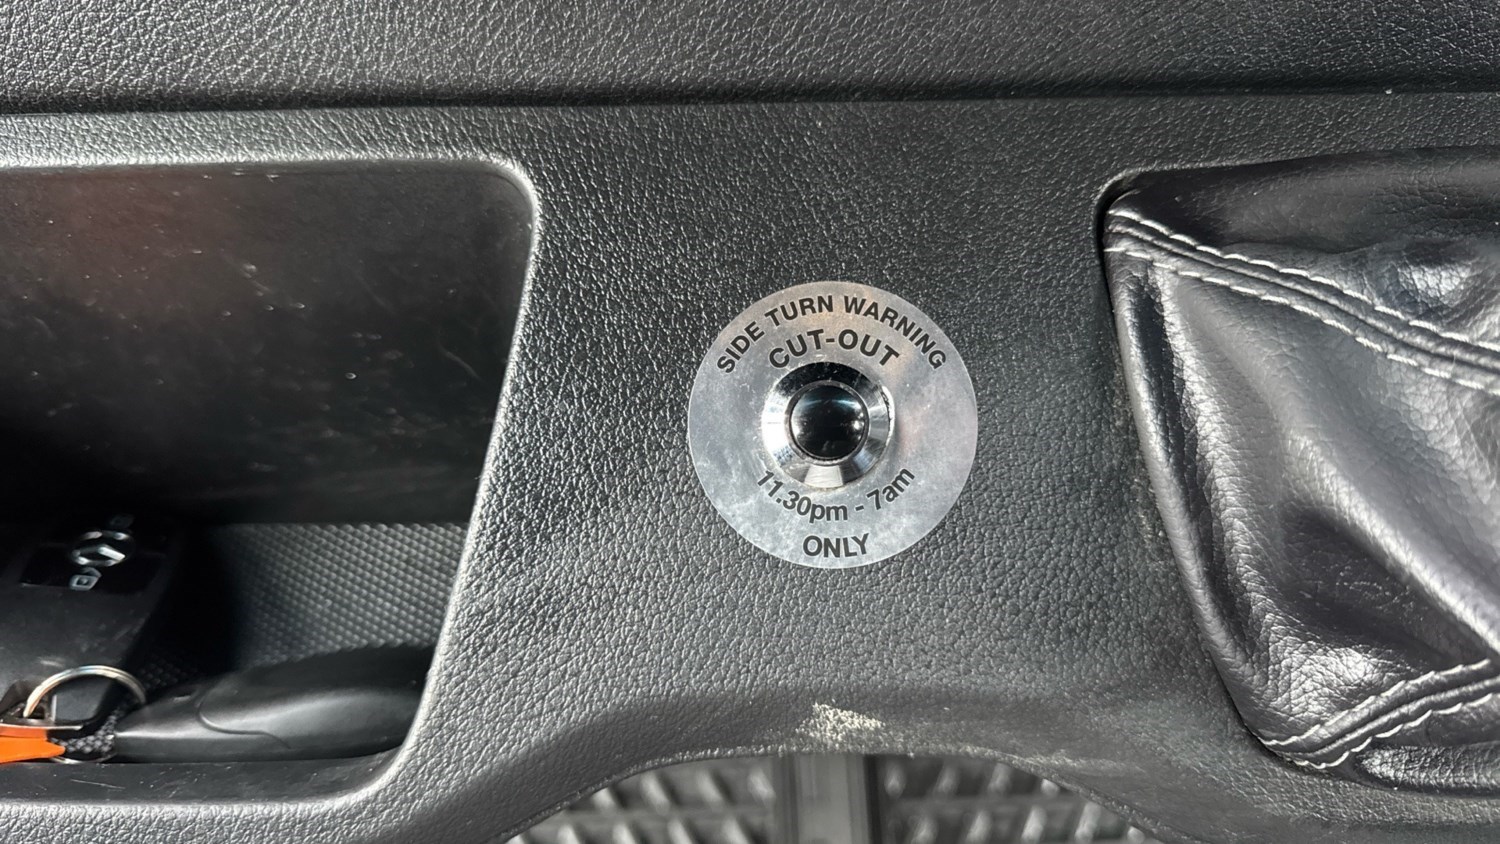 SIDE TURN WARNING
CUT-OUT
11.30pm - 7am
ONLY